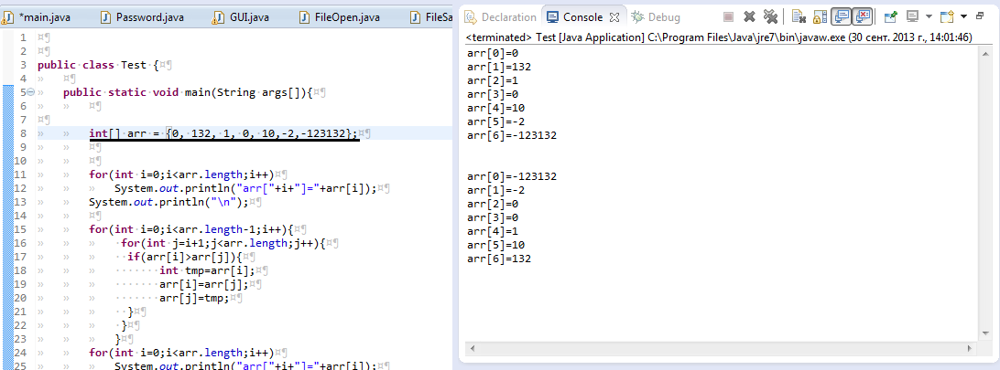 *main.java Password.java GUI.java FileOpen.java FileSa
1 ¤¶
2 ¤¶
3 public·class·Test·{¤¶
4 » ¤¶
5 » public·static·void·main(String·args[]){¤¶
6 » » ¤¶
7 ¤¶
8 » » int[]·arr·=·{0,·132,·1,·0,·10,-2,-123132};¤¶
9 » » ¤¶
10 » » ¤¶
11 » » for(int·i=0;i<arr.length;i++)¤¶
12 » » » System.out.println("arr["+i+"]="+arr[i]);¤¶
13 » » System.out.println("\n");¤¶
14 » » ¤¶
15 » » for(int·i=0;i<arr.length-1;i++){¤¶
16 » » » ·for(int·j=i+1;j<arr.length;j++){¤¶
17 » » » ··if(arr[i]>arr[j]){¤¶
18 » » » ·······int·tmp=arr[i];¤¶
19 » » » ·······arr[i]=arr[j];¤¶
20 » » » ·······arr[j]=tmp;¤¶
21 » » » ··}¤¶
22 » » » ·}¤¶
23 » » » }¤¶
24 » » for(int·i=0;i<arr.length;i++)¤¶
25 » » » System.out.println("arr["+i+"]="+arr[i]);¤¶
Declaration Console Debug
<terminated> Test [Java Application] C:\Program Files\Java\jre7\bin\javaw.exe (30 сент. 2013 г., 14:01:46)
arr[0]=0
arr[1]=132
arr[2]=1
arr[3]=0
arr[4]=10
arr[5]=-2
arr[6]=-123132
arr[0]=-123132
arr[1]=-2
arr[2]=0
arr[3]=0
arr[4]=1
arr[5]=10
arr[6]=132